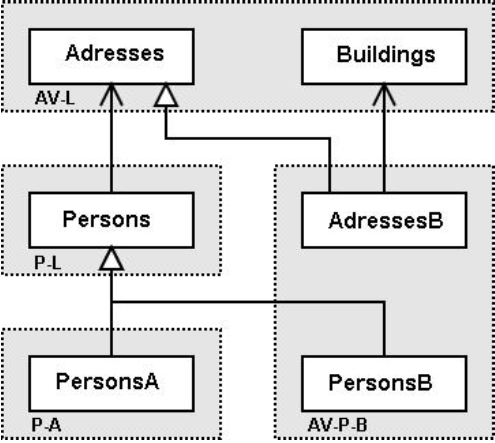 Adresses
Buildings
AV-L
Persons
AdressesB
P-L
PersonsA
PersonsB
P-A
AV-P-B